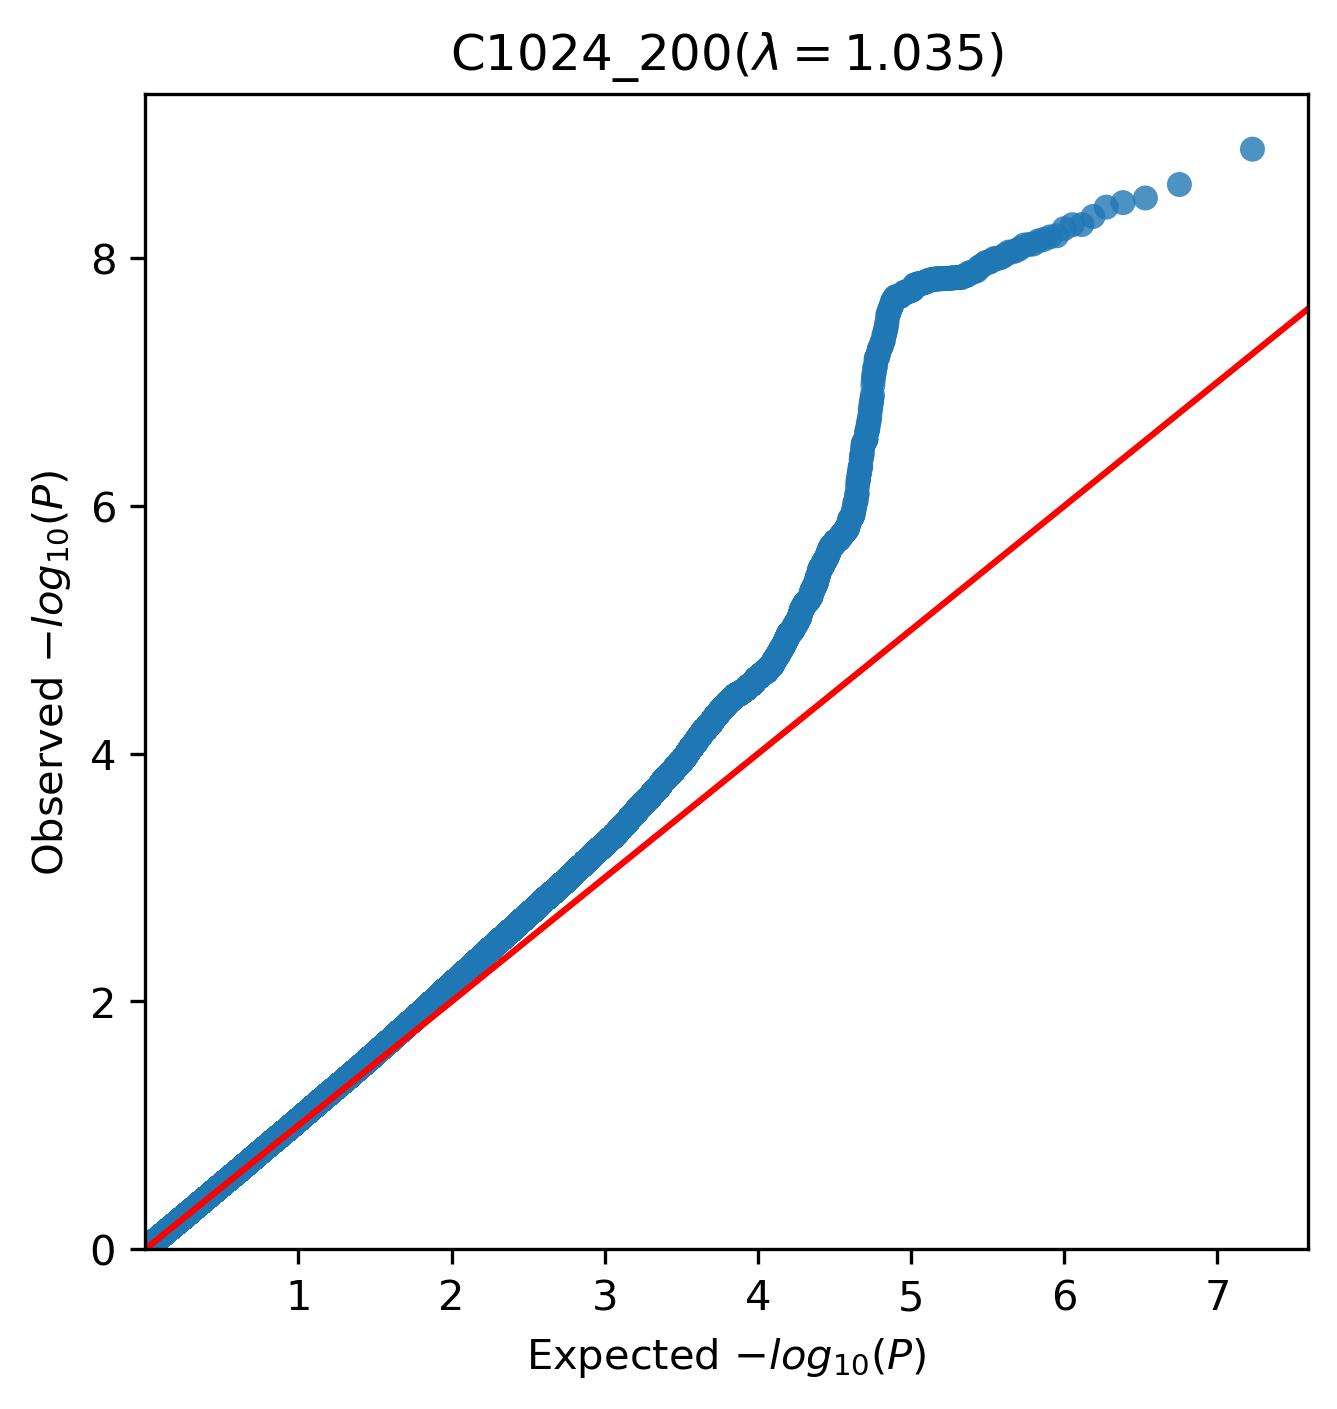 C1024_200(λ = 1.035)
Observed −log₁₀(P)
8
6
4
2
0
1 2 3 4 5 6 7
Expected −log₁₀(P)